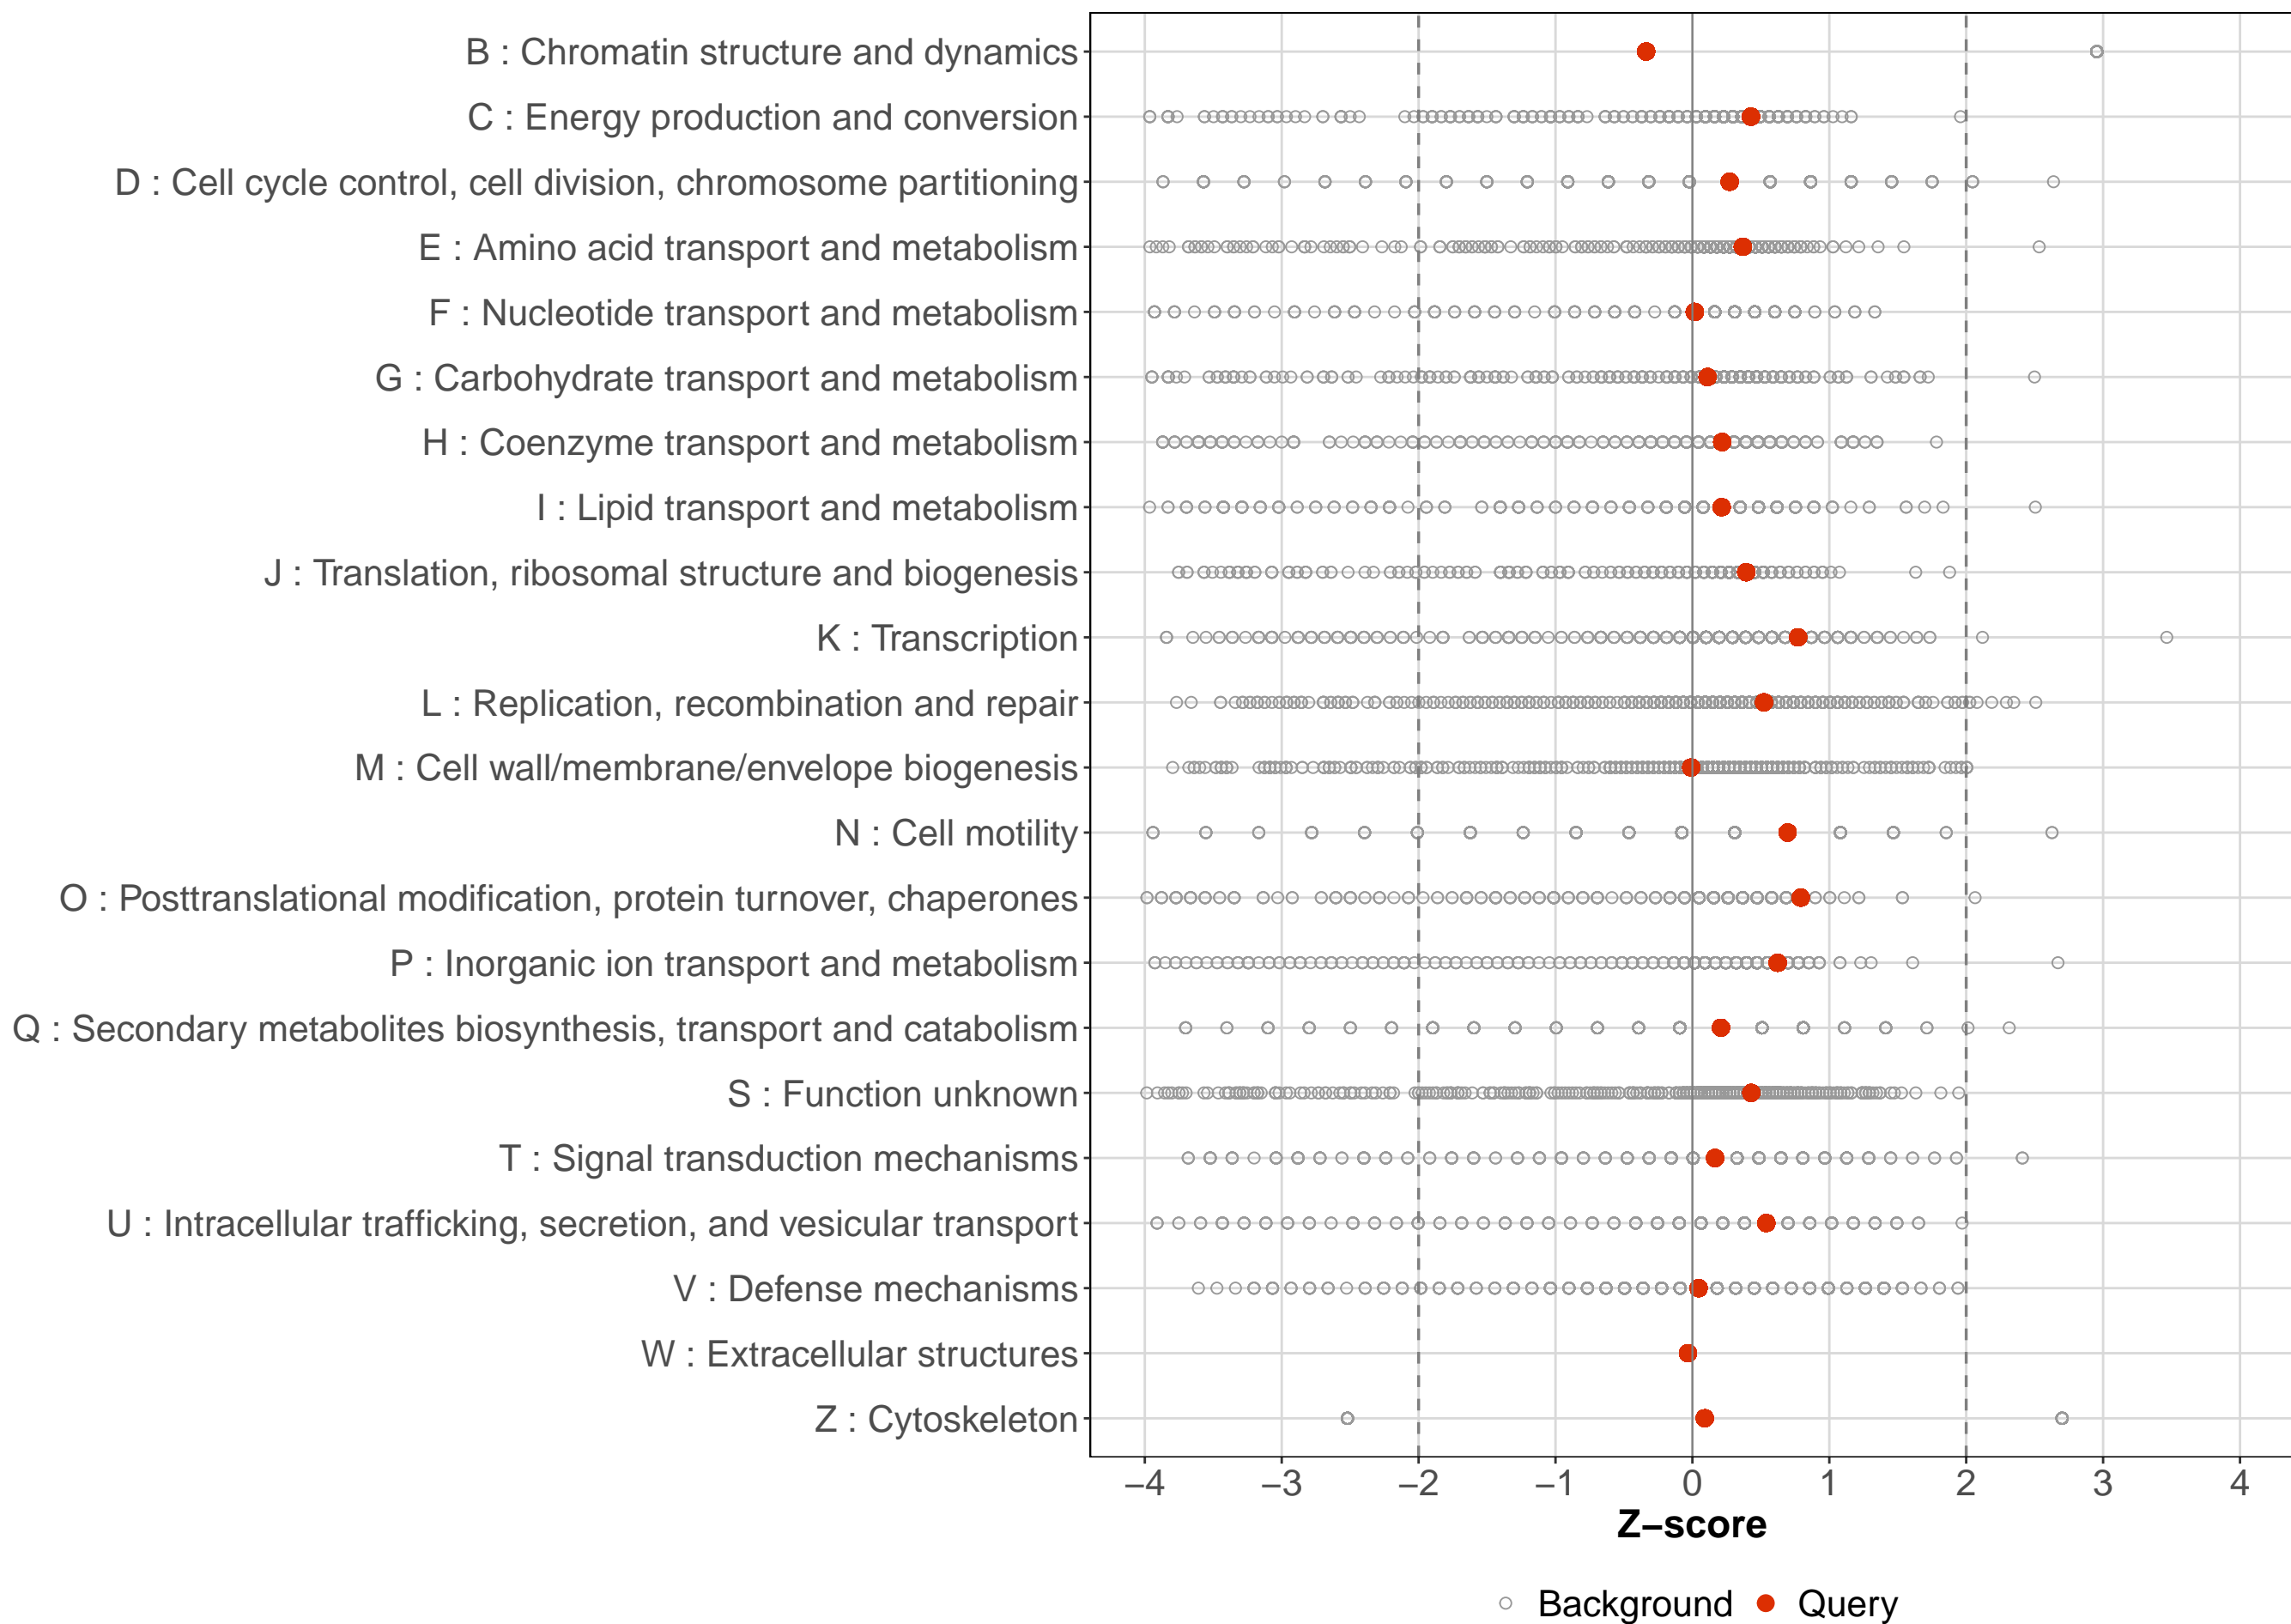 B : Chromatin structure and dynamics
C : Energy production and conversion
D : Cell cycle control, cell division, chromosome partitioning
E : Amino acid transport and metabolism
F : Nucleotide transport and metabolism
G : Carbohydrate transport and metabolism
H : Coenzyme transport and metabolism
I : Lipid transport and metabolism
J : Translation, ribosomal structure and biogenesis
K : Transcription
L : Replication, recombination and repair
M : Cell wall/membrane/envelope biogenesis
N : Cell motility
O : Posttranslational modification, protein turnover, chaperones
P : Inorganic ion transport and metabolism
Q : Secondary metabolites biosynthesis, transport and catabolism
S : Function unknown
T : Signal transduction mechanisms
U : Intracellular trafficking, secretion, and vesicular transport
V : Defense mechanisms
W : Extracellular structures
Z : Cytoskeleton
−4 −3 −2 −1 0 1 2 3 4
Z−score
Background Query